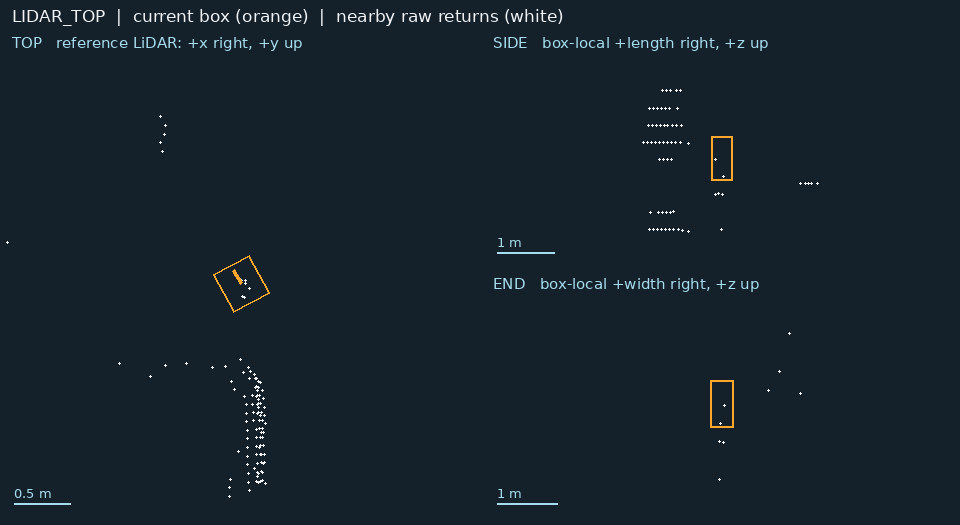 LIDAR_TOP | current box (orange) | nearby raw returns (white)
TOP reference LiDAR: +x right, +y up
SIDE box-local +length right, +z up
1 m
END box-local +width right, +z up
0.5 m
1 m